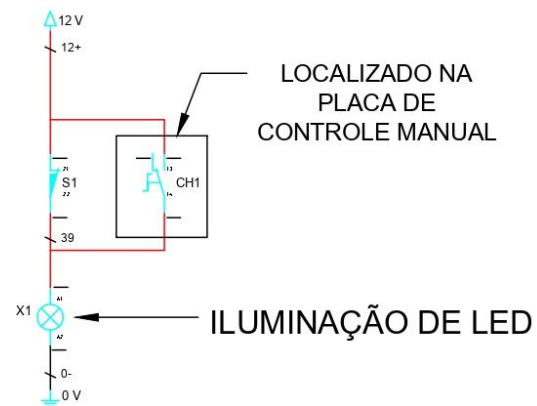 12 V
12+
LOCALIZADO NA
PLACA DE
CONTROLE MANUAL
S1
CH1
39
X1
ILUMINAÇÃO DE LED
0-
0 V